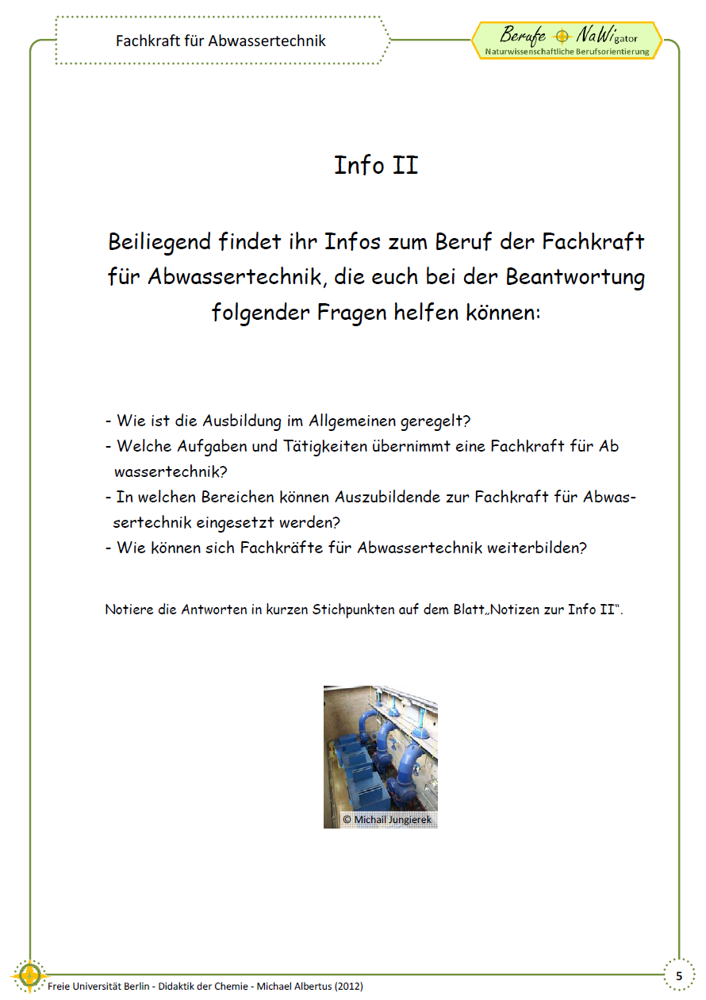 Fachkraft für Abwassertechnik
Berufe NaWigator
Naturwissenschaftliche Berufsorientierung
Info II
Beiliegend findet ihr Infos zum Beruf der Fachkraft
für Abwassertechnik, die euch bei der Beantwortung
folgender Fragen helfen können:
- Wie ist die Ausbildung im Allgemeinen geregelt?
- Welche Aufgaben und Tätigkeiten übernimmt eine Fachkraft für Ab
wassertechnik?
- In welchen Bereichen können Auszubildende zur Fachkraft für Abwas-
sertechnik eingesetzt werden?
- Wie können sich Fachkräfte für Abwassertechnik weiterbilden?
Notiere die Antworten in kurzen Stichpunkten auf dem Blatt„Notizen zur Info II“.
© Michail Jungierek
Freie Universität Berlin - Didaktik der Chemie - Michael Albertus (2012)
5